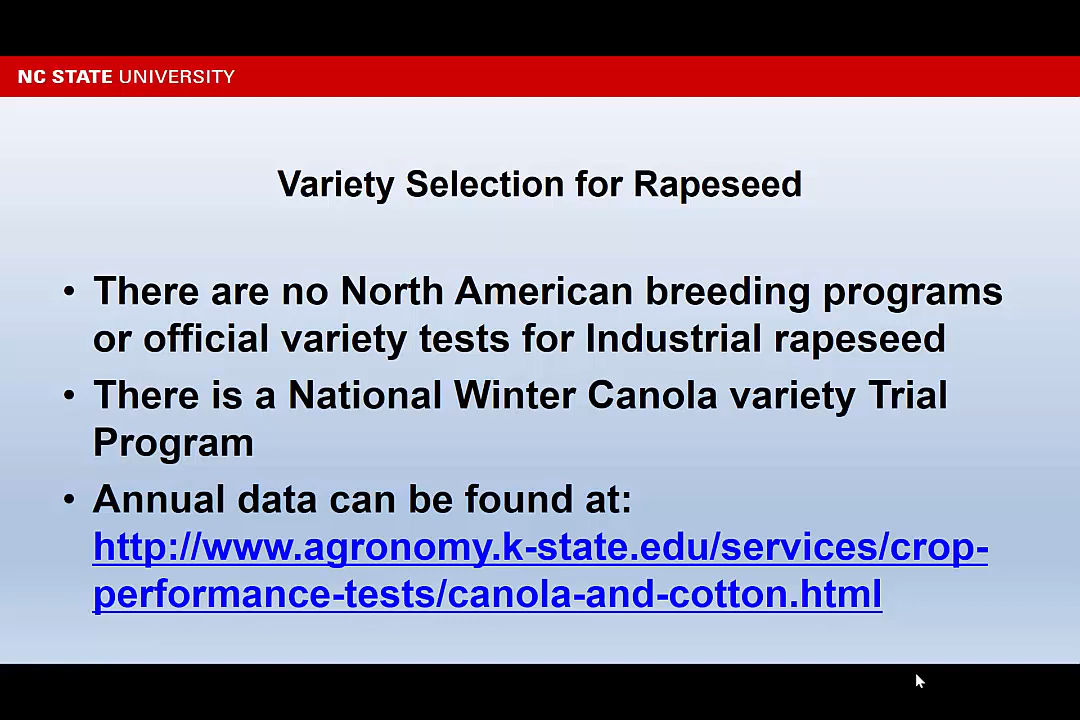 NC STATE UNIVERSITY
Variety Selection for Rapeseed
• There are no North American breeding programs
or official variety tests for Industrial rapeseed
• There is a National Winter Canola variety Trial
Program
• Annual data can be found at:
http://www.agronomy.k-state.edu/services/crop-
performance-tests/canola-and-cotton.html